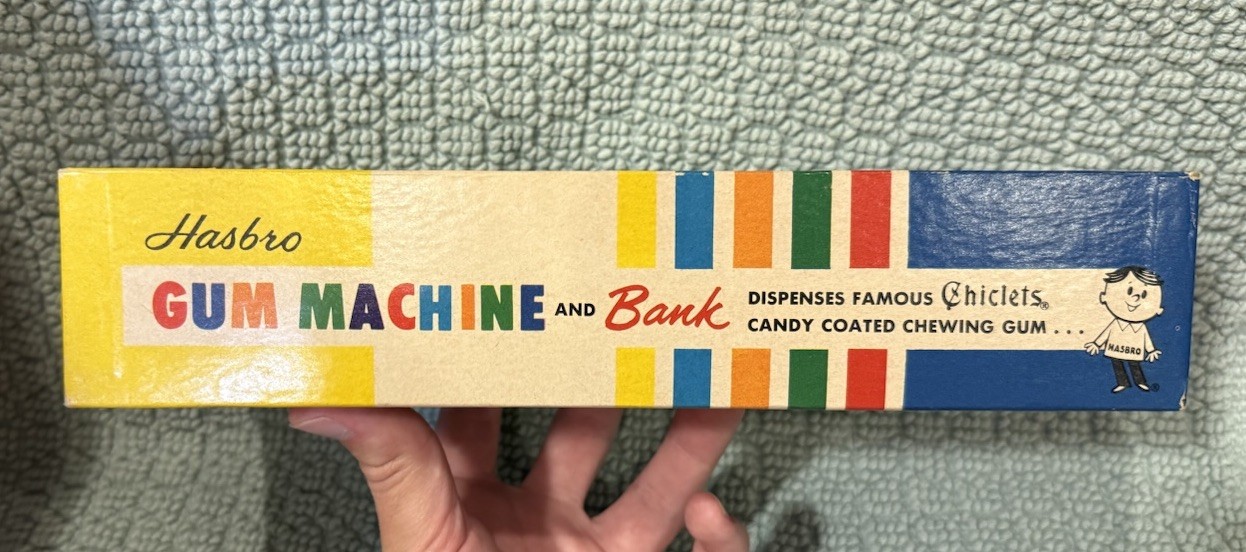 Hasbro
GUM MACHINE AND Bank
DISPENSES FAMOUS Chiclets®
CANDY COATED CHEWING GUM...
HASBRO
®